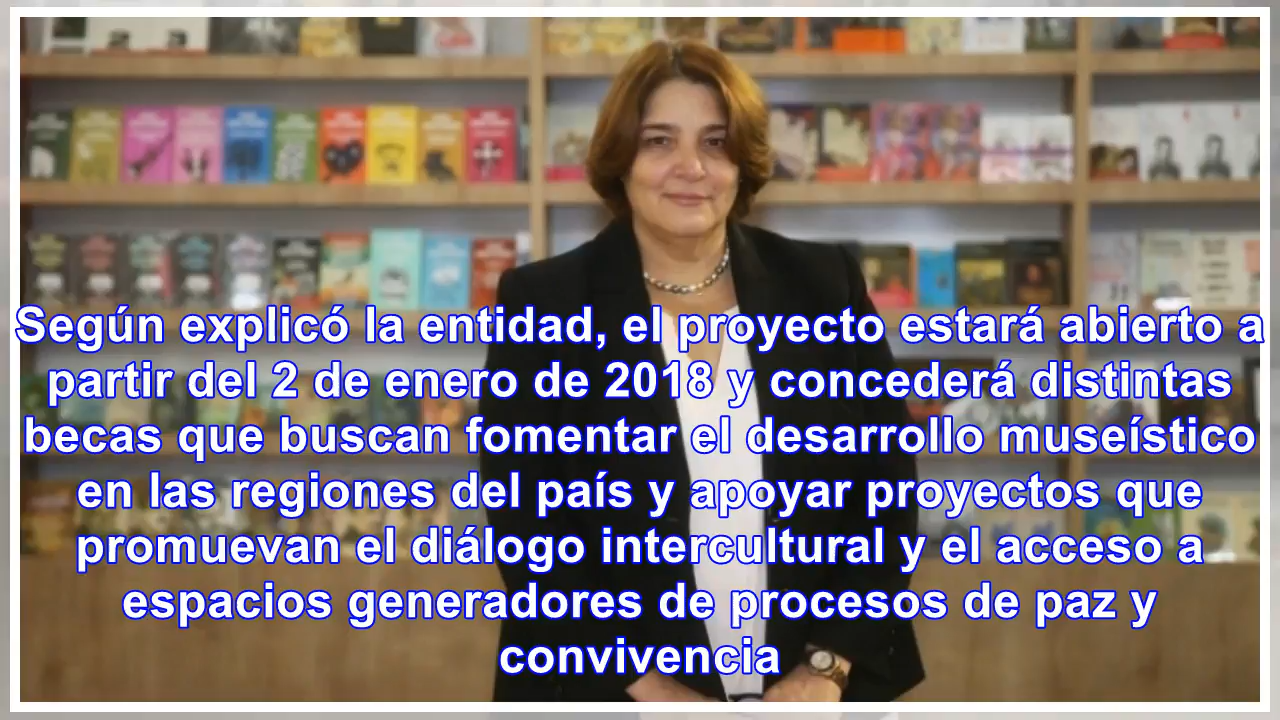 Según explicó la entidad, el proyecto estará abierto a
partir del 2 de enero de 2018 y concederá distintas
becas que buscan fomentar el desarrollo museístico
en las regiones del país y apoyar proyectos que
promuevan el diálogo intercultural y el acceso a
espacios generadores de procesos de paz y
convivencia